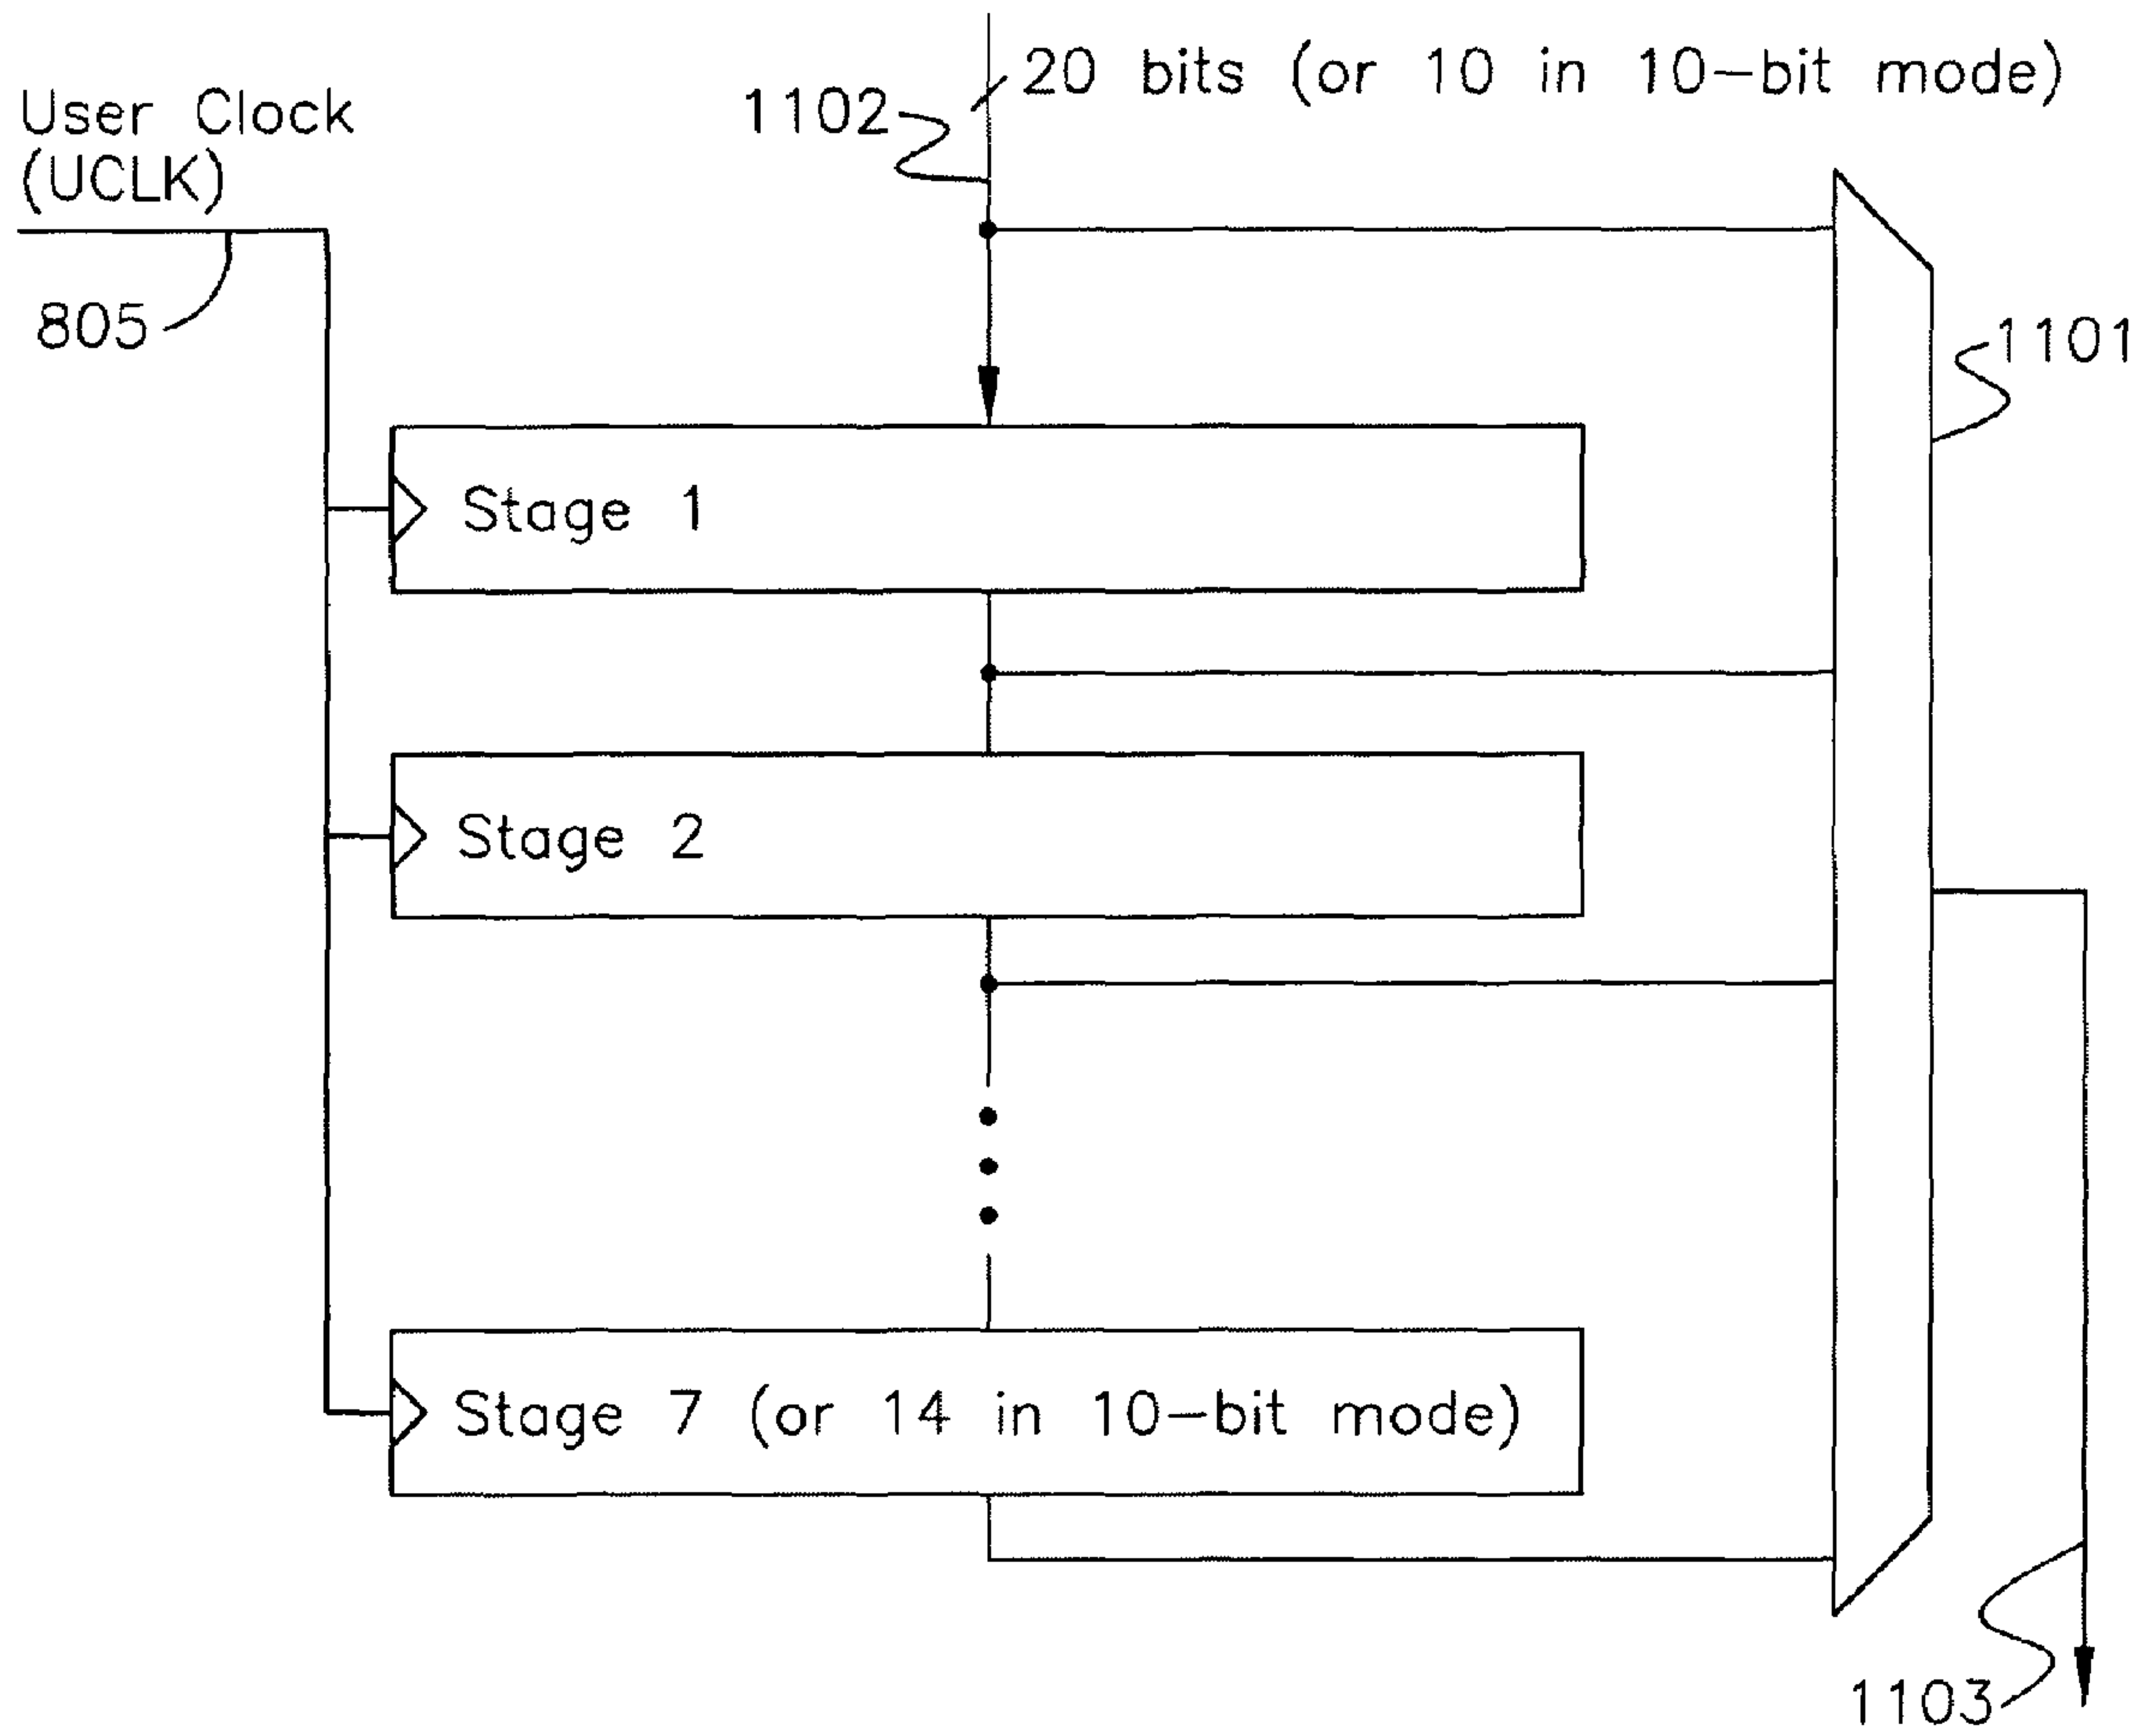 20 bits (or 10 in 10-bit mode)
User Clock
(UCLK)
1102
805
1101
Stage 1
Stage 2
Stage 7 (or 14 in 10-bit mode)
1103